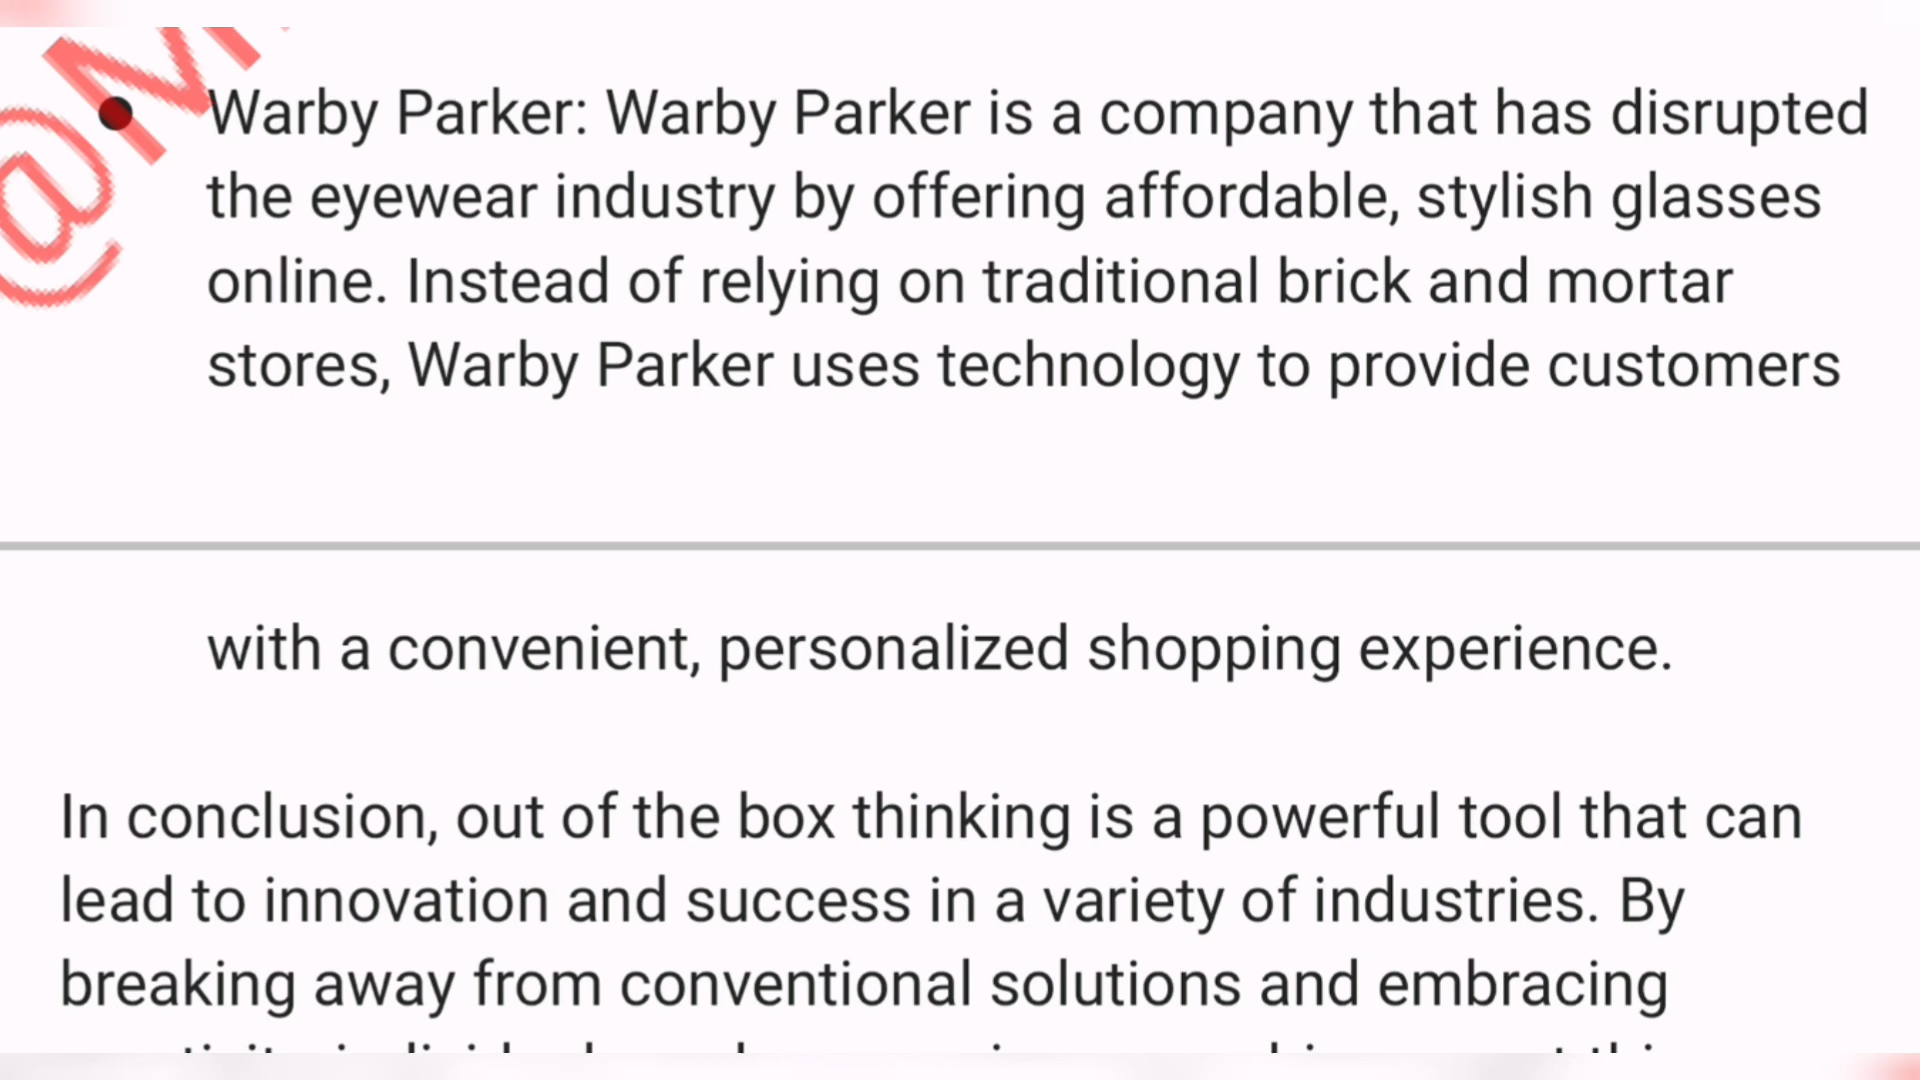 @M
Warby Parker: Warby Parker is a company that has disrupted
the eyewear industry by offering affordable, stylish glasses
online. Instead of relying on traditional brick and mortar
stores, Warby Parker uses technology to provide customers
with a convenient, personalized shopping experience.
In conclusion, out of the box thinking is a powerful tool that can
lead to innovation and success in a variety of industries. By
breaking away from conventional solutions and embracing